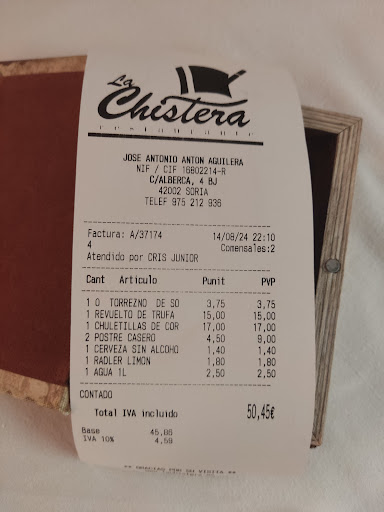 La
Chistera
restaurante
JOSE ANTONIO ANTON AGUILERA
NIF / CIF 16802214-R
C/ALBERCA, 4 BJ
42002 SORIA
TELEF 975 212 936
Factura: A/37174 14/08/24 22:10
4 Comensales:2
Atendido por CRIS JUNIOR
Cant Artículo Punit PVP
1 O TORREZNO DE SO 3,75 3,75
1 REVUELTO DE TRUFA 15,00 15,00
1 CHULETILLAS DE COR 17,00 17,00
2 POSTRE CASERO 4,50 9,00
1 CERVEZA SIN ALCOHO 1,40 1,40
1 RADLER LIMON 1,80 1,80
1 AGUA 1L 2,50 2,50
CONTADO
Total IVA incluido 50,45€
Base 45,86
IVA 10% 4,59
** GRACIAS POR SU VISITA **